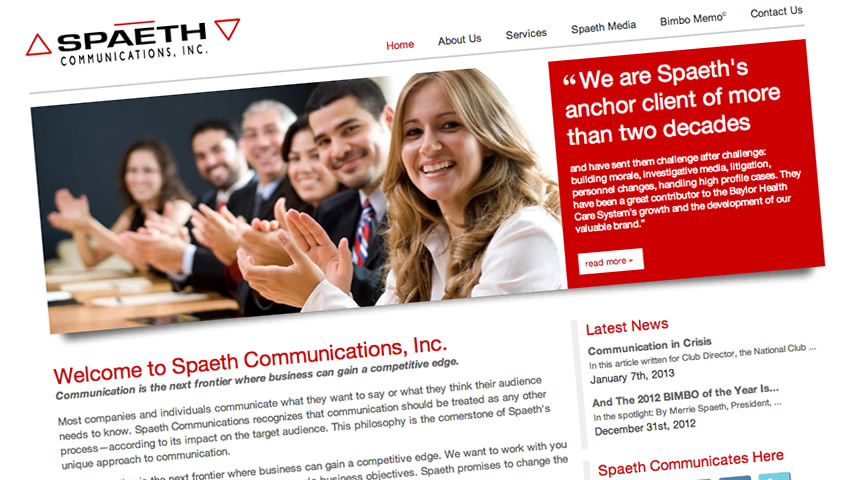 SPAETH
COMMUNICATIONS, INC.
Home About Us Services Spaeth Media Bimbo Memo© Contact Us
“We are Spaeth's
anchor client of more
than two decades
and have sent them challenge after challenge:
building morale, investigative media, litigation,
personnel changes, handling high profile cases. They
have been a great contributor to the Baylor Health
Care System's growth and the development of our
valuable brand.”
read more »
Welcome to Spaeth Communications, Inc.
Communication is the next frontier where business can gain a competitive edge.
Most companies and individuals communicate what they want to say or what they think their audience
needs to know. Spaeth Communications recognizes that communication should be treated as any other
process—according to its impact on the target audience. This philosophy is the cornerstone of Spaeth's
unique approach to communication.
is the next frontier where business can gain a competitive edge. We want to work with you
business objectives. Spaeth promises to change the
Latest News
Communication in Crisis
In this article written for Club Director, the National Club ...
January 7th, 2013
And The 2012 BIMBO of the Year Is...
In the spotlight: By Merrie Spaeth, President, ...
December 31st, 2012
Spaeth Communicates Here